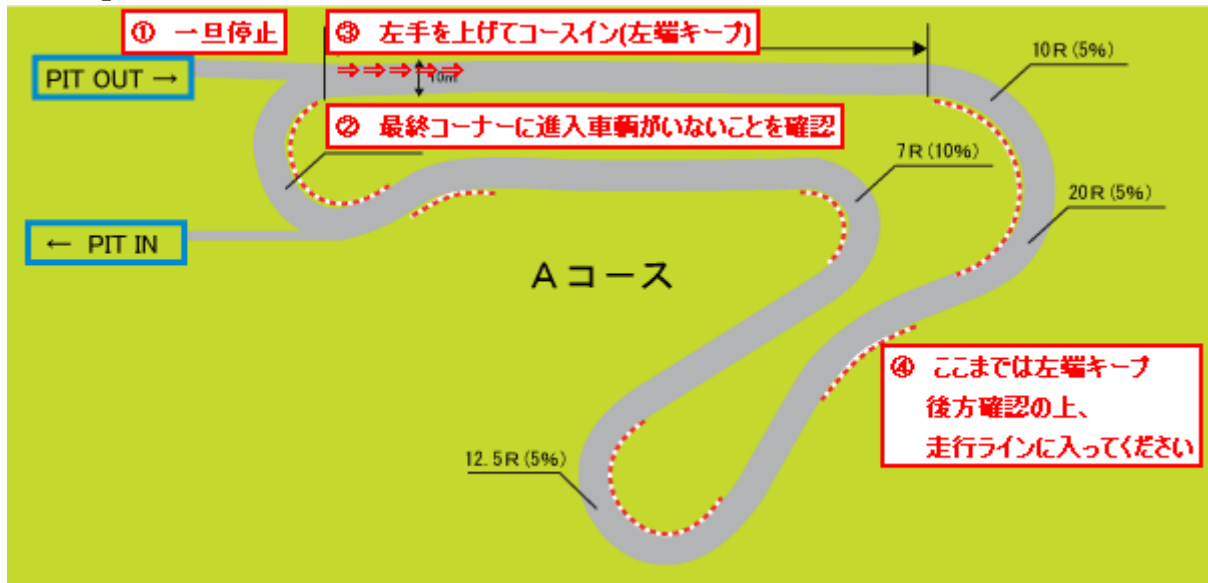 ① 一旦停止
③ 左手を上げてコースイン(左端キープ)
PIT OUT →
⇒⇒⇒⇒⇒
10m
10R(5%)
② 最終コーナーに進入車輌がいないことを確認
7R(10%)
20R(5%)
← PIT IN
Aコース
④ ここまでは左端キープ
後方確認の上、
走行ラインに入ってください
12.5R(5%)